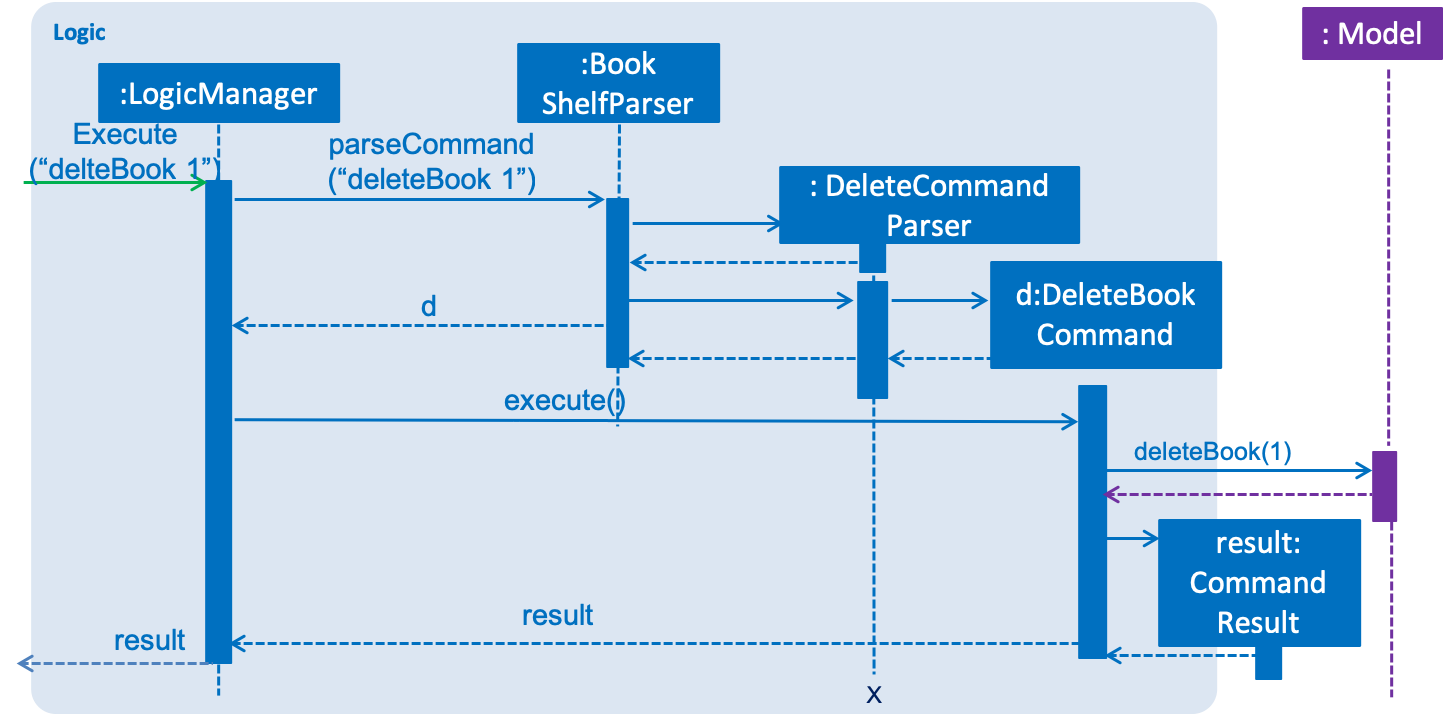 Logic
: Model
:Book
ShelfParser
:LogicManager
Execute
(“delteBook 1”)
parseCommand
(“deleteBook 1”)
: DeleteCommand
Parser
d:DeleteBook
Command
d
execute()
deleteBook(1)
result:
Command
Result
result
result
x